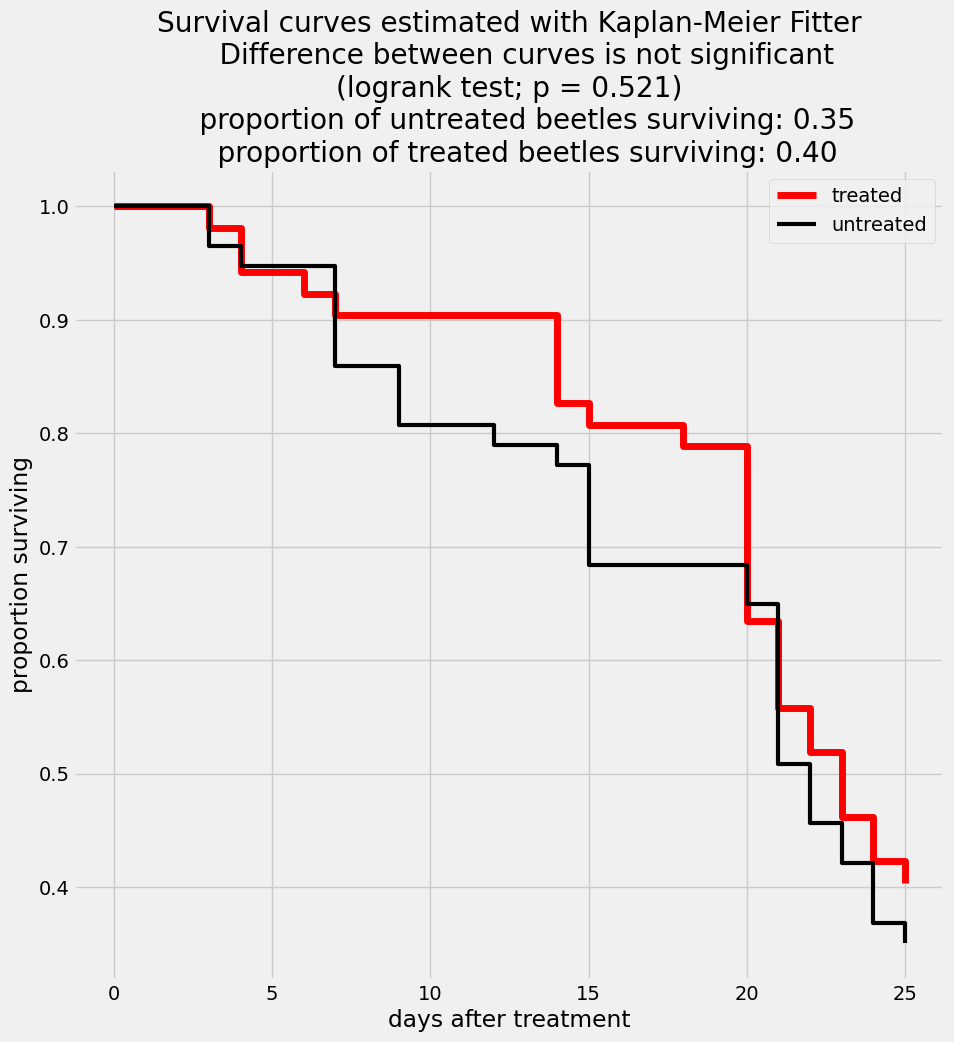 Survival curves estimated with Kaplan-Meier Fitter
Difference between curves is not significant
(logrank test; p = 0.521)
proportion of untreated beetles surviving: 0.35
proportion of treated beetles surviving: 0.40
treated
untreated
1.0
0.9
0.8
0.7
0.6
0.5
0.4
proportion surviving
0 5 10 15 20 25
days after treatment